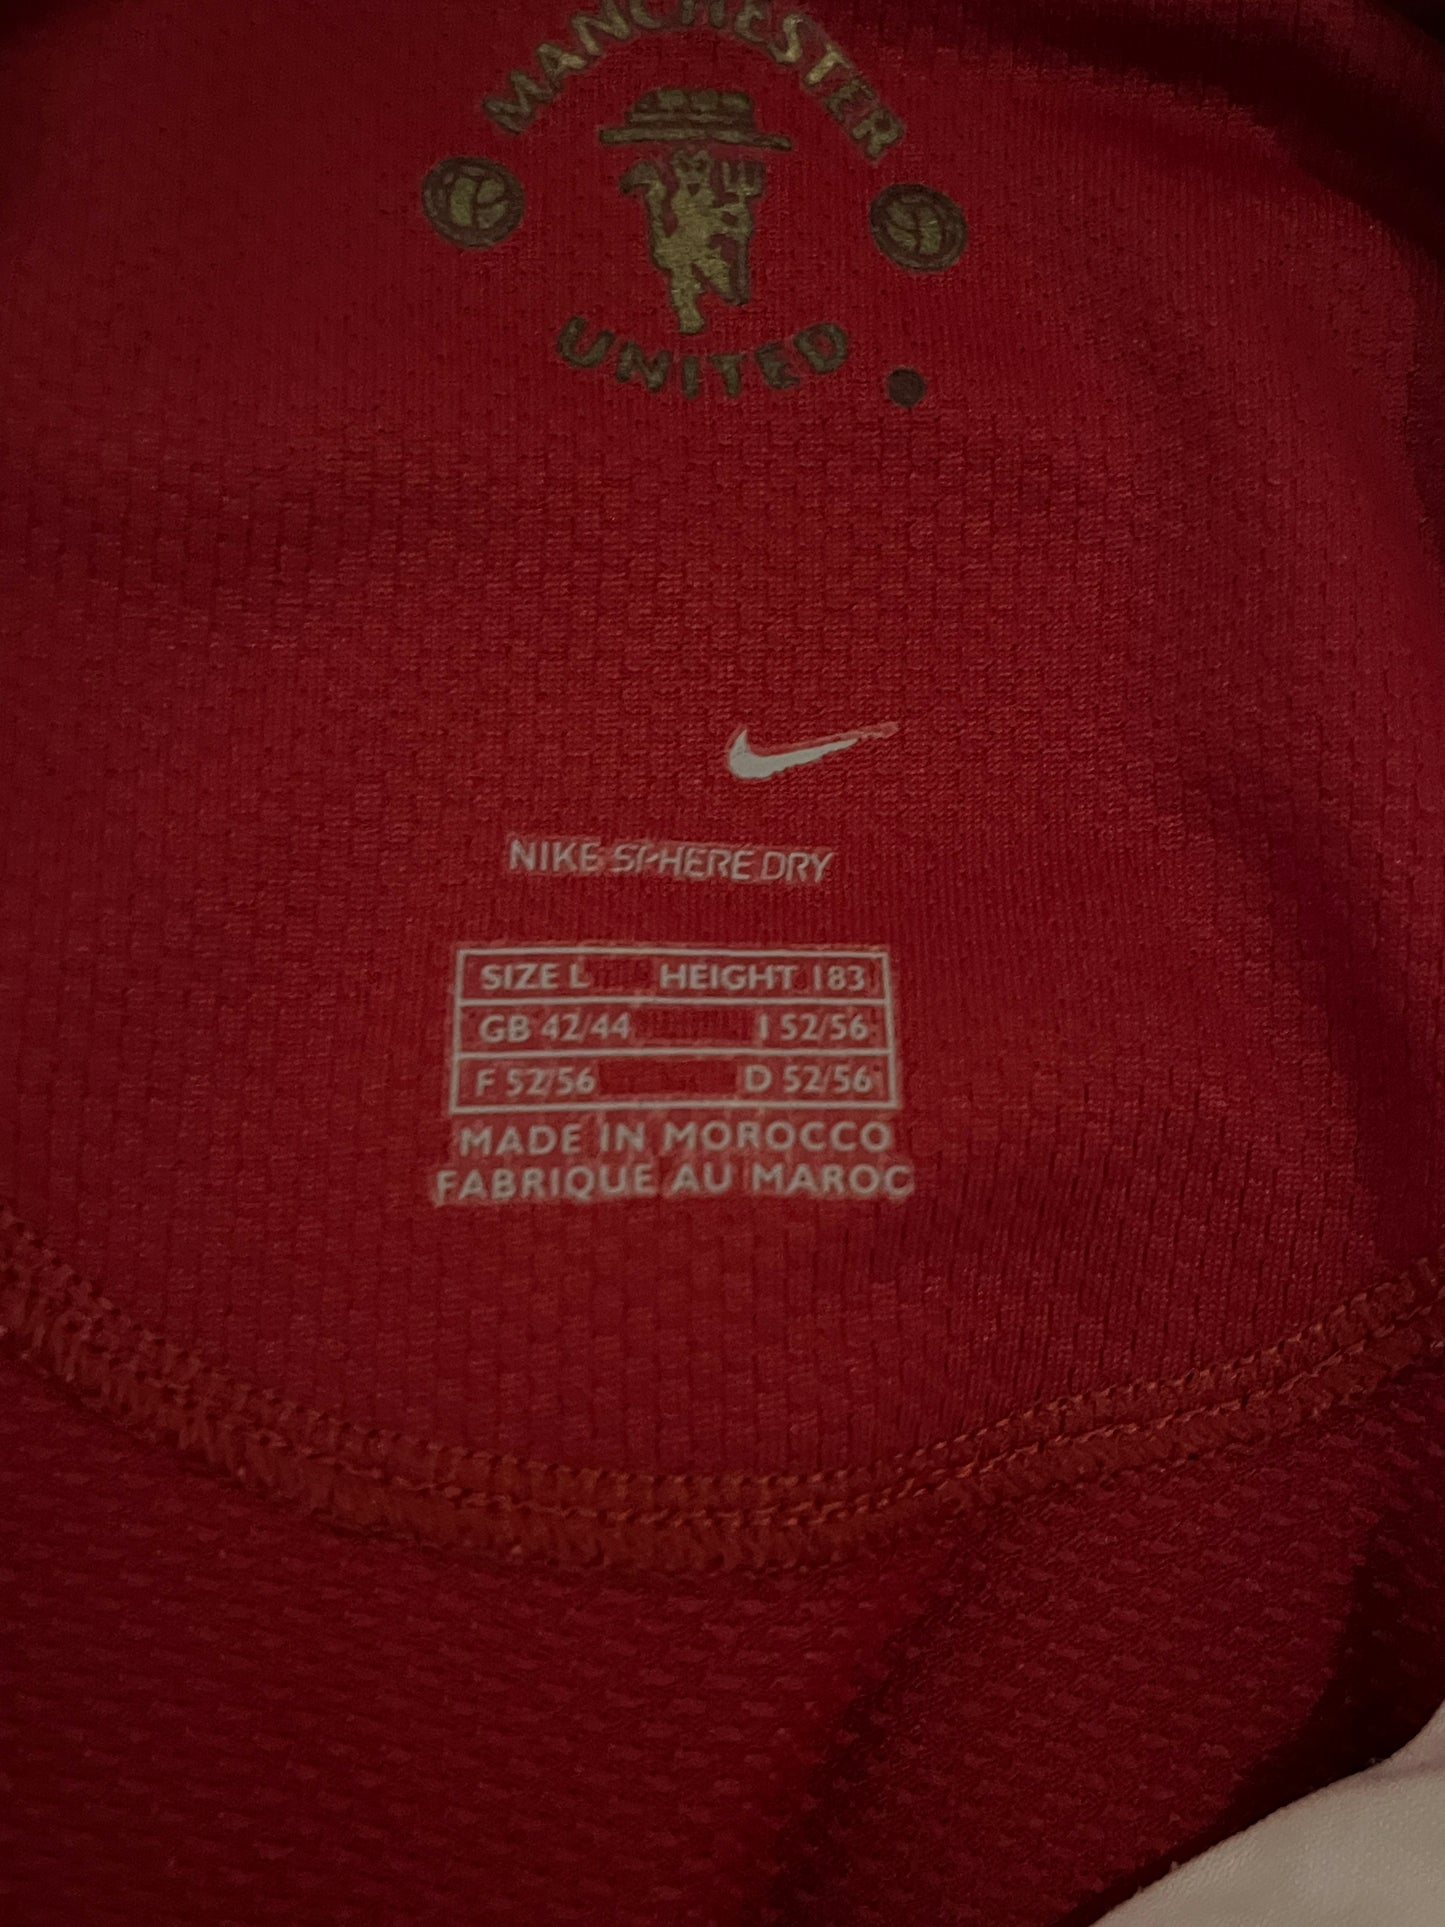 MANCHESTER
UNITED
NIKE SPHERE DRY
SIZE L HEIGHT 183
GB 42/44 I 52/56
F 52/56 D 52/56
MADE IN MOROCCO
FABRIQUE AU MAROC